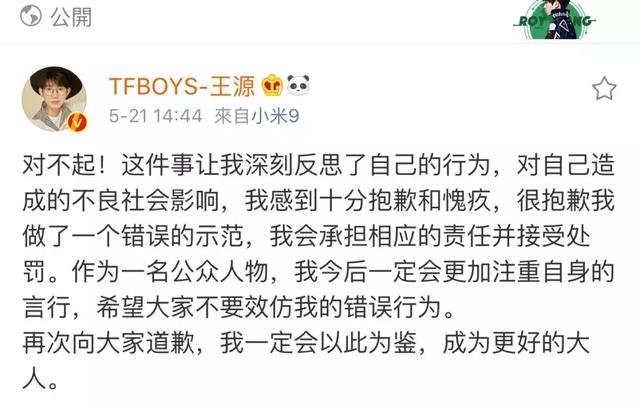 公開
ROY
NG
TFBOYS-王源
5-21 14:44 來自小米9
对不起！这件事让我深刻反思了自己的行为，对自己造
成的不良社会影响，我感到十分抱歉和愧疚，很抱歉我
做了一个错误的示范，我会承担相应的责任并接受处
罚。作为一名公众人物，我今后一定会更加注重自身的
言行，希望大家不要效仿我的错误行为。
再次向大家道歉，我一定会以此为鉴，成为更好的大
人。